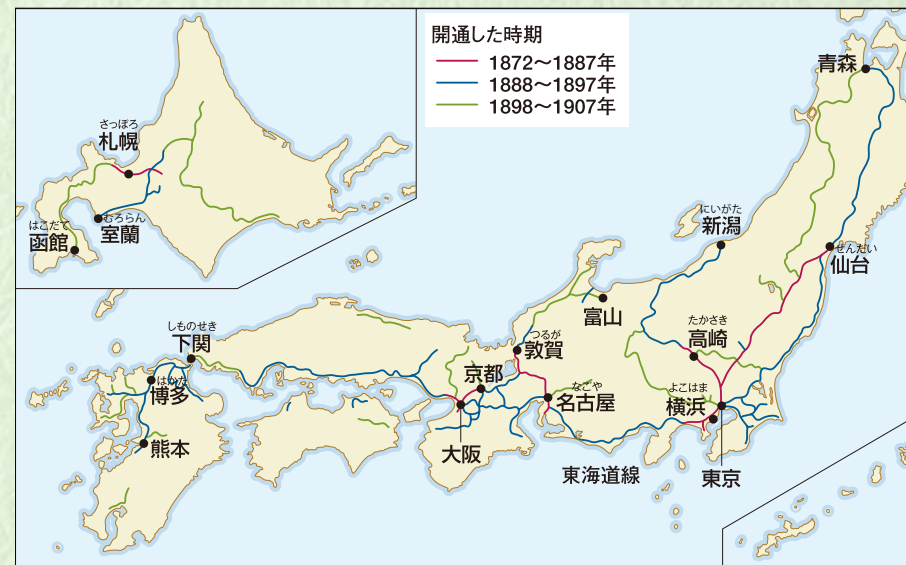 開通した時期
1872〜1887年
1888〜1897年
1898〜1907年
青森
さっぽろ
札幌
はこだて
函館
むろらん
室蘭
にいがた
新潟
せんだい
仙台
富山
たかさき
高崎
しものせき
下関
つるが
敦賀
京都
なごや
名古屋
よこはま
横浜
はかた
博多
熊本
大阪
東海道線
東京